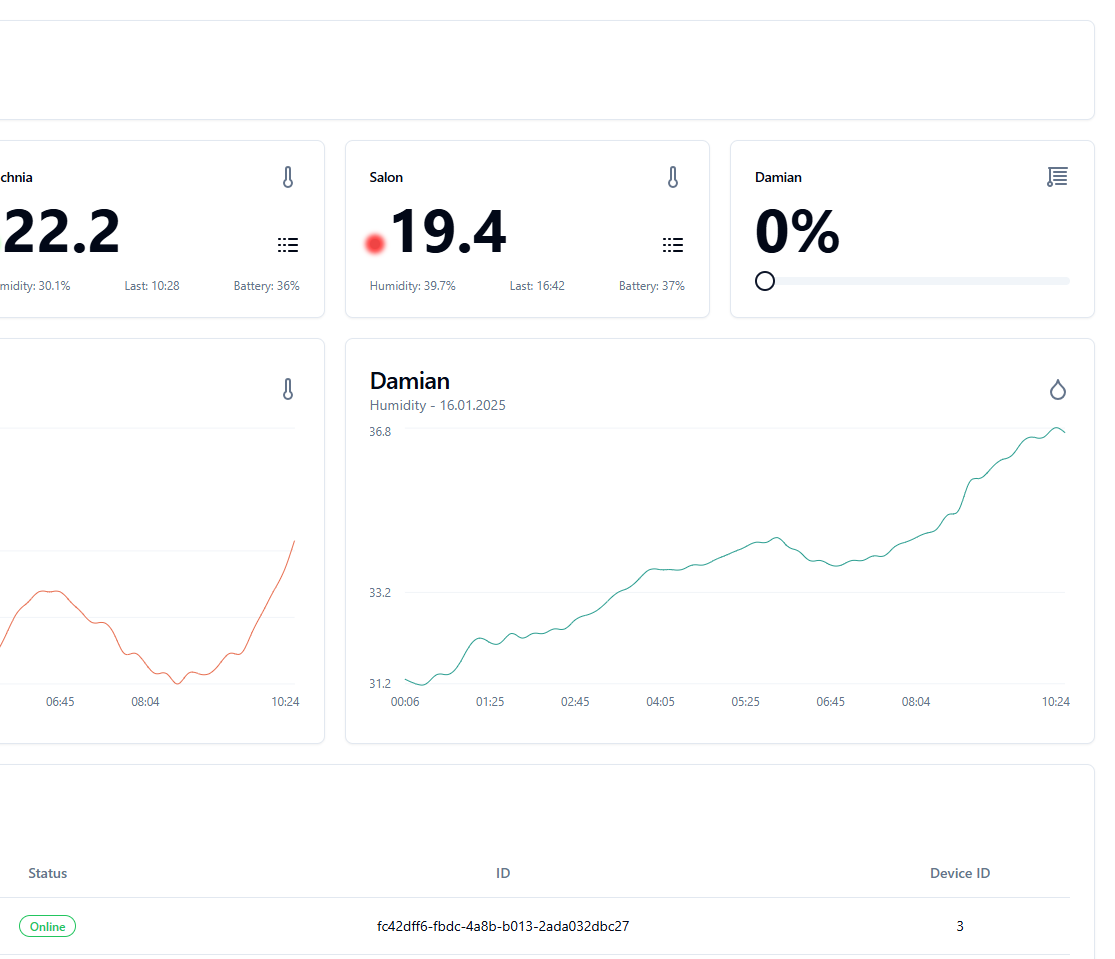 chnia
22.2
midity: 30.1% Last: 10:28 Battery: 36%
Salon
19.4
Humidity: 39.7% Last: 16:42 Battery: 37%
Damian
0%
06:45 08:04 10:24
Damian
Humidity - 16.01.2025
36.8
33.2
31.2
00:06 01:25 02:45 04:05 05:25 06:45 08:04 10:24
Status ID Device ID
Online fc42dff6-fbdc-4a8b-b013-2ada032dbc27 3